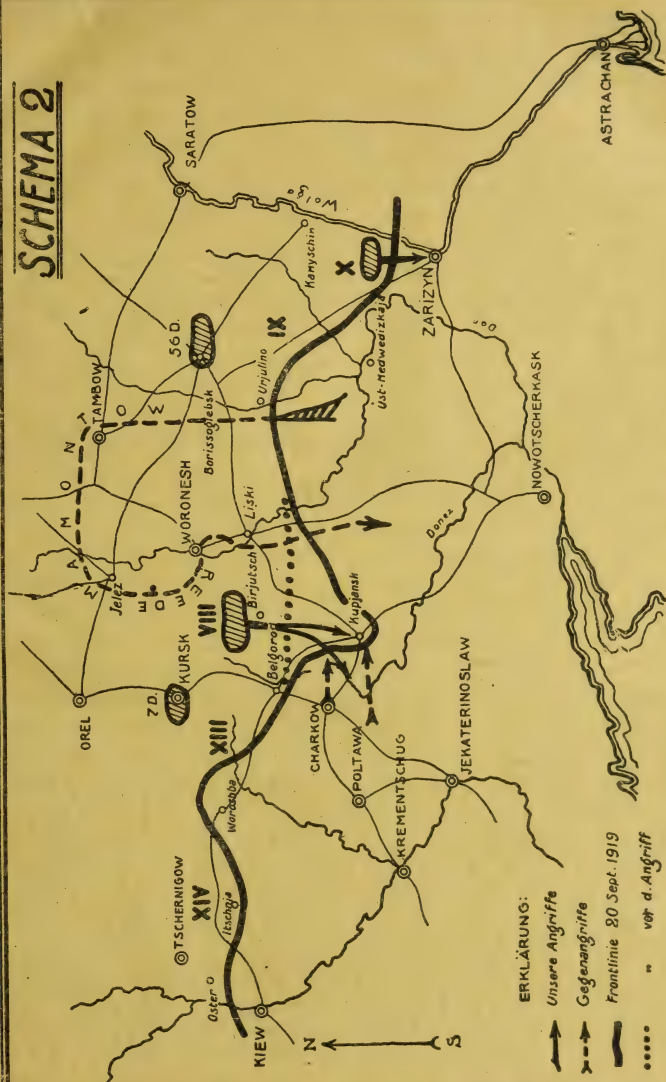 SCHEMA 2
OREL
Jelez
MAMONTOW
TAMBOW
SARATOW
7 D.
KURSK
REEDE
WORONESH
56 D.
Borissoglebsk
Wolga
TSCHERNIGOW
XIII
VIII
Birjutsch
Liski
Urjulino
IX
Kamyschin
XIV
Woroshba
Belgorod
Itschnja
Oster
KIEW
CHARKOW
Kupjansk
Ust-Medwedizkaja
X
POLTAWA
Donez
ZARIZYN
Don
KREMENTSCHUG
JEKATERINOSLAW
NOWOTSCHERKASK
ASTRACHAN
N
S
ERKLÄRUNG:
Unsere Angriffe
Gegenangriffe
Frontlinie 20 Sept. 1919
" vor d. Angriff